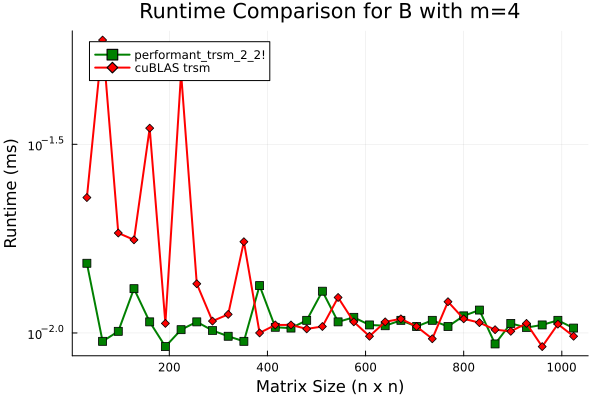 Runtime Comparison for B with m=4
performant_trsm_2_2!
cuBLAS trsm
10^-1.5
10^-2.0
Runtime (ms)
200 400 600 800 1000
Matrix Size (n x n)